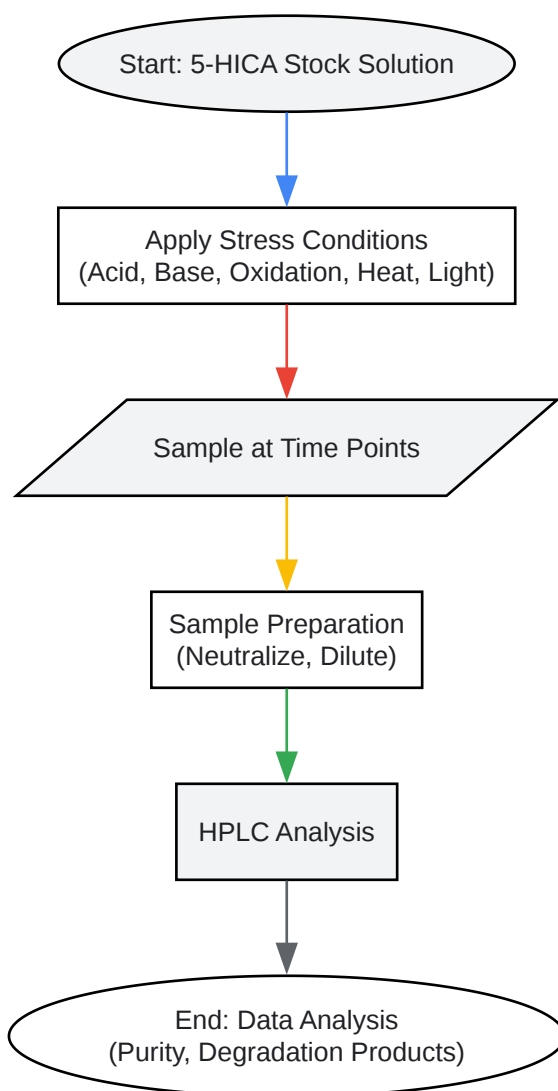 Start: 5-HICA Stock Solution
Apply Stress Conditions
(Acid, Base, Oxidation, Heat, Light)
Sample at Time Points
Sample Preparation
(Neutralize, Dilute)
HPLC Analysis
End: Data Analysis
(Purity, Degradation Products)